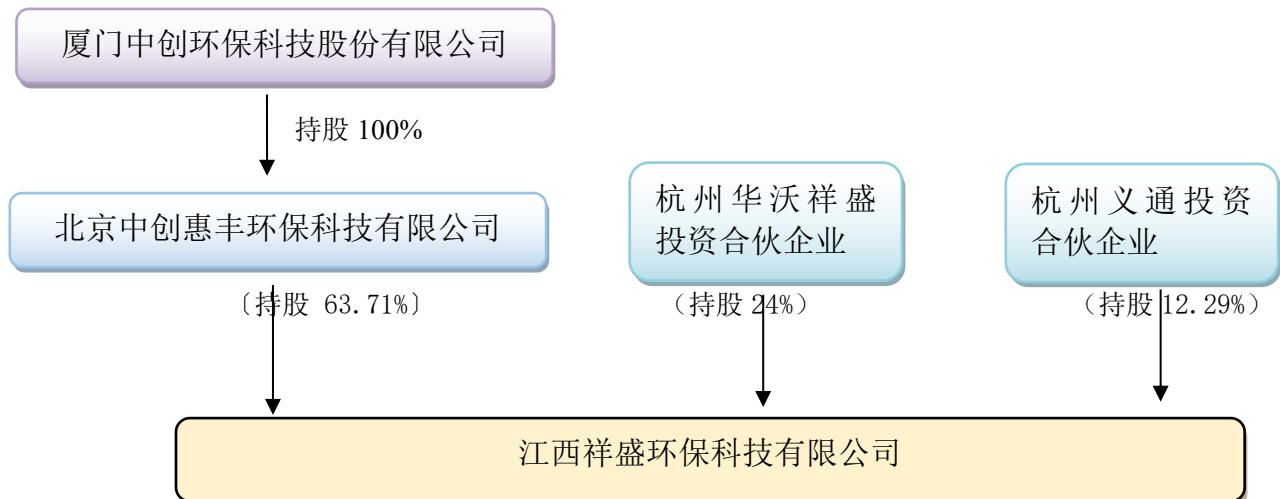 厦门中创环保科技股份有限公司
持股 100%
北京中创惠丰环保科技有限公司
杭州华沃祥盛
投资合伙企业
杭州义通投资
合伙企业
〔持股 63.71%〕
（持股 24%）
（持股 12.29%）
江西祥盛环保科技有限公司